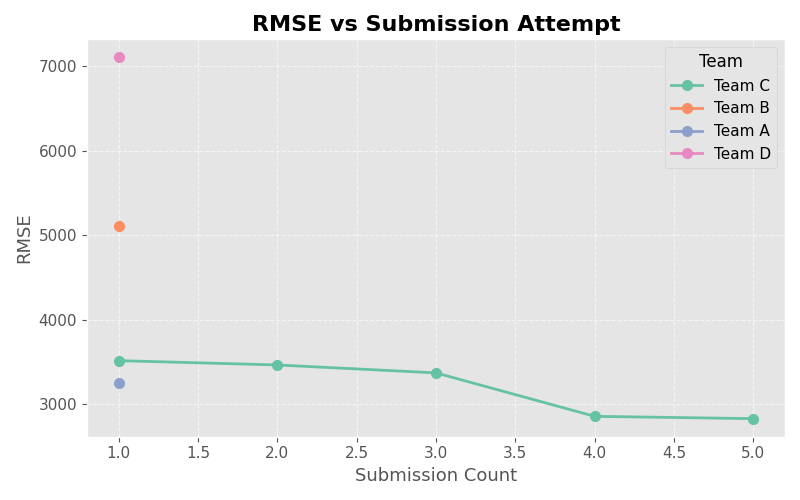 RMSE vs Submission Attempt
Team
Team C
Team B
Team A
Team D
RMSE
7000
6000
5000
4000
3000
1.0 1.5 2.0 2.5 3.0 3.5 4.0 4.5 5.0
Submission Count